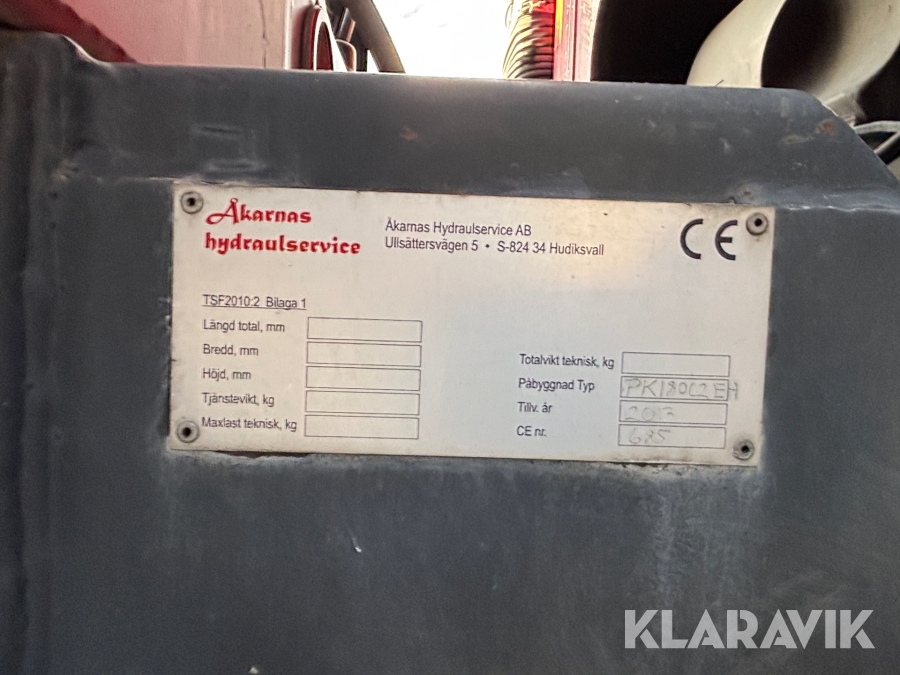 Åkarnas
hydraulservice
Åkarnas Hydraulservice AB
Ullsättersvägen 5 • S-824 34 Hudiksvall
CE
TSF2010:2 Bilaga 1
Längd total, mm
Bredd, mm
Höjd, mm
Tjänstevikt, kg
Maxlast teknisk, kg
Totalvikt teknisk, kg
Påbyggnad Typ PK18002EH
Tillv. år 2013
CE nr. 685
KLARAVIK